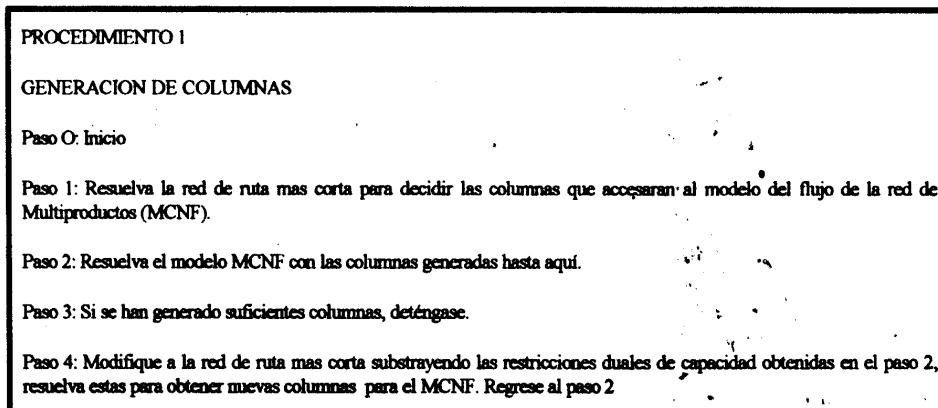 PROCEDIMIENTO 1
GENERACION DE COLUMNAS
Paso O: Inicio
Paso 1: Resuelva la red de ruta mas corta para decidir las columnas que accesaran al modelo del flujo de la red de
Multiproductos (MCNF).
Paso 2: Resuelva el modelo MCNF con las columnas generadas hasta aquí.
Paso 3: Si se han generado suficientes columnas, deténgase.
Paso 4: Modifique a la red de ruta mas corta substrayendo las restricciones duales de capacidad obtenidas en el paso 2,
resuelva estas para obtener nuevas columnas para el MCNF. Regrese al paso 2